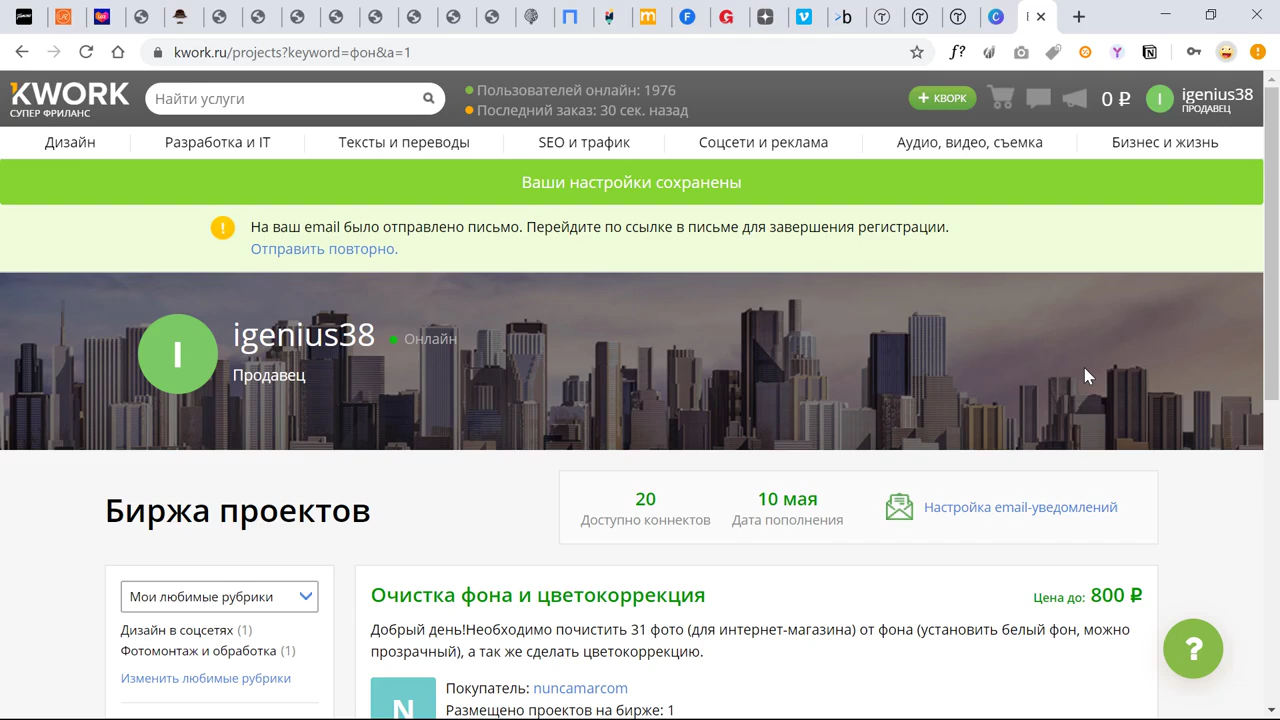 kwork.ru/projects?keyword=фон&a=1
f?
KWORK
СУПЕР ФРИЛАНС
Найти услуги
Пользователей онлайн: 1976
Последний заказ: 30 сек. назад
+ КВОРК
0 ₽
I
igenius38
ПРОДАВЕЦ
Дизайн
Разработка и IT
Тексты и переводы
SEO и трафик
Соцсети и реклама
Аудио, видео, съемка
Бизнес и жизнь
Ваши настройки сохранены
На ваш email было отправлено письмо. Перейдите по ссылке в письме для завершения регистрации.
Отправить повторно.
I
igenius38
Онлайн
Продавец
Биржа проектов
20
Доступно коннектов
10 мая
Дата пополнения
Настройка email-уведомлений
Мои любимые рубрики
Дизайн в соцсетях (1)
Фотомонтаж и обработка (1)
Изменить любимые рубрики
Очистка фона и цветокоррекция
Цена до: 800 ₽
Добрый день!Необходимо почистить 31 фото (для интернет-магазина) от фона (установить белый фон, можно
прозрачный), а так же сделать цветокоррекцию.
N
Покупатель: nuncamarcom
Размещено проектов на бирже: 1
?